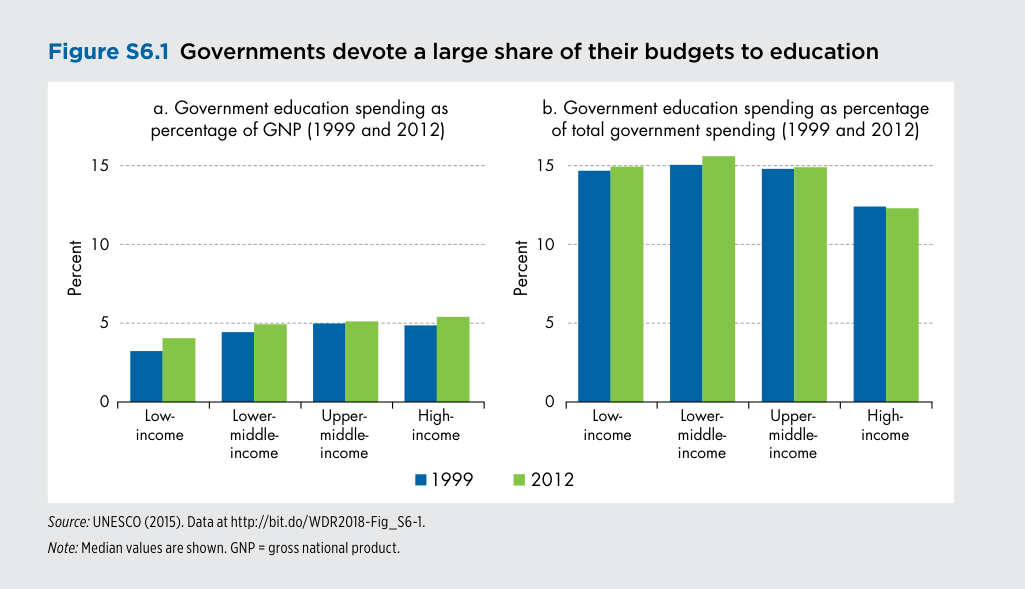 Figure S6.1 Governments devote a large share of their budgets to education
a. Government education spending as
percentage of GNP (1999 and 2012)
15
10
5
0
Percent
Low-
income
Lower-
middle-
income
Upper-
middle-
income
High-
income
b. Government education spending as percentage
of total government spending (1999 and 2012)
15
10
5
0
Percent
Low-
income
Lower-
middle-
income
Upper-
middle-
income
High-
income
1999 2012
Source: UNESCO (2015). Data at http://bit.do/WDR2018-Fig_S6-1.
Note: Median values are shown. GNP = gross national product.